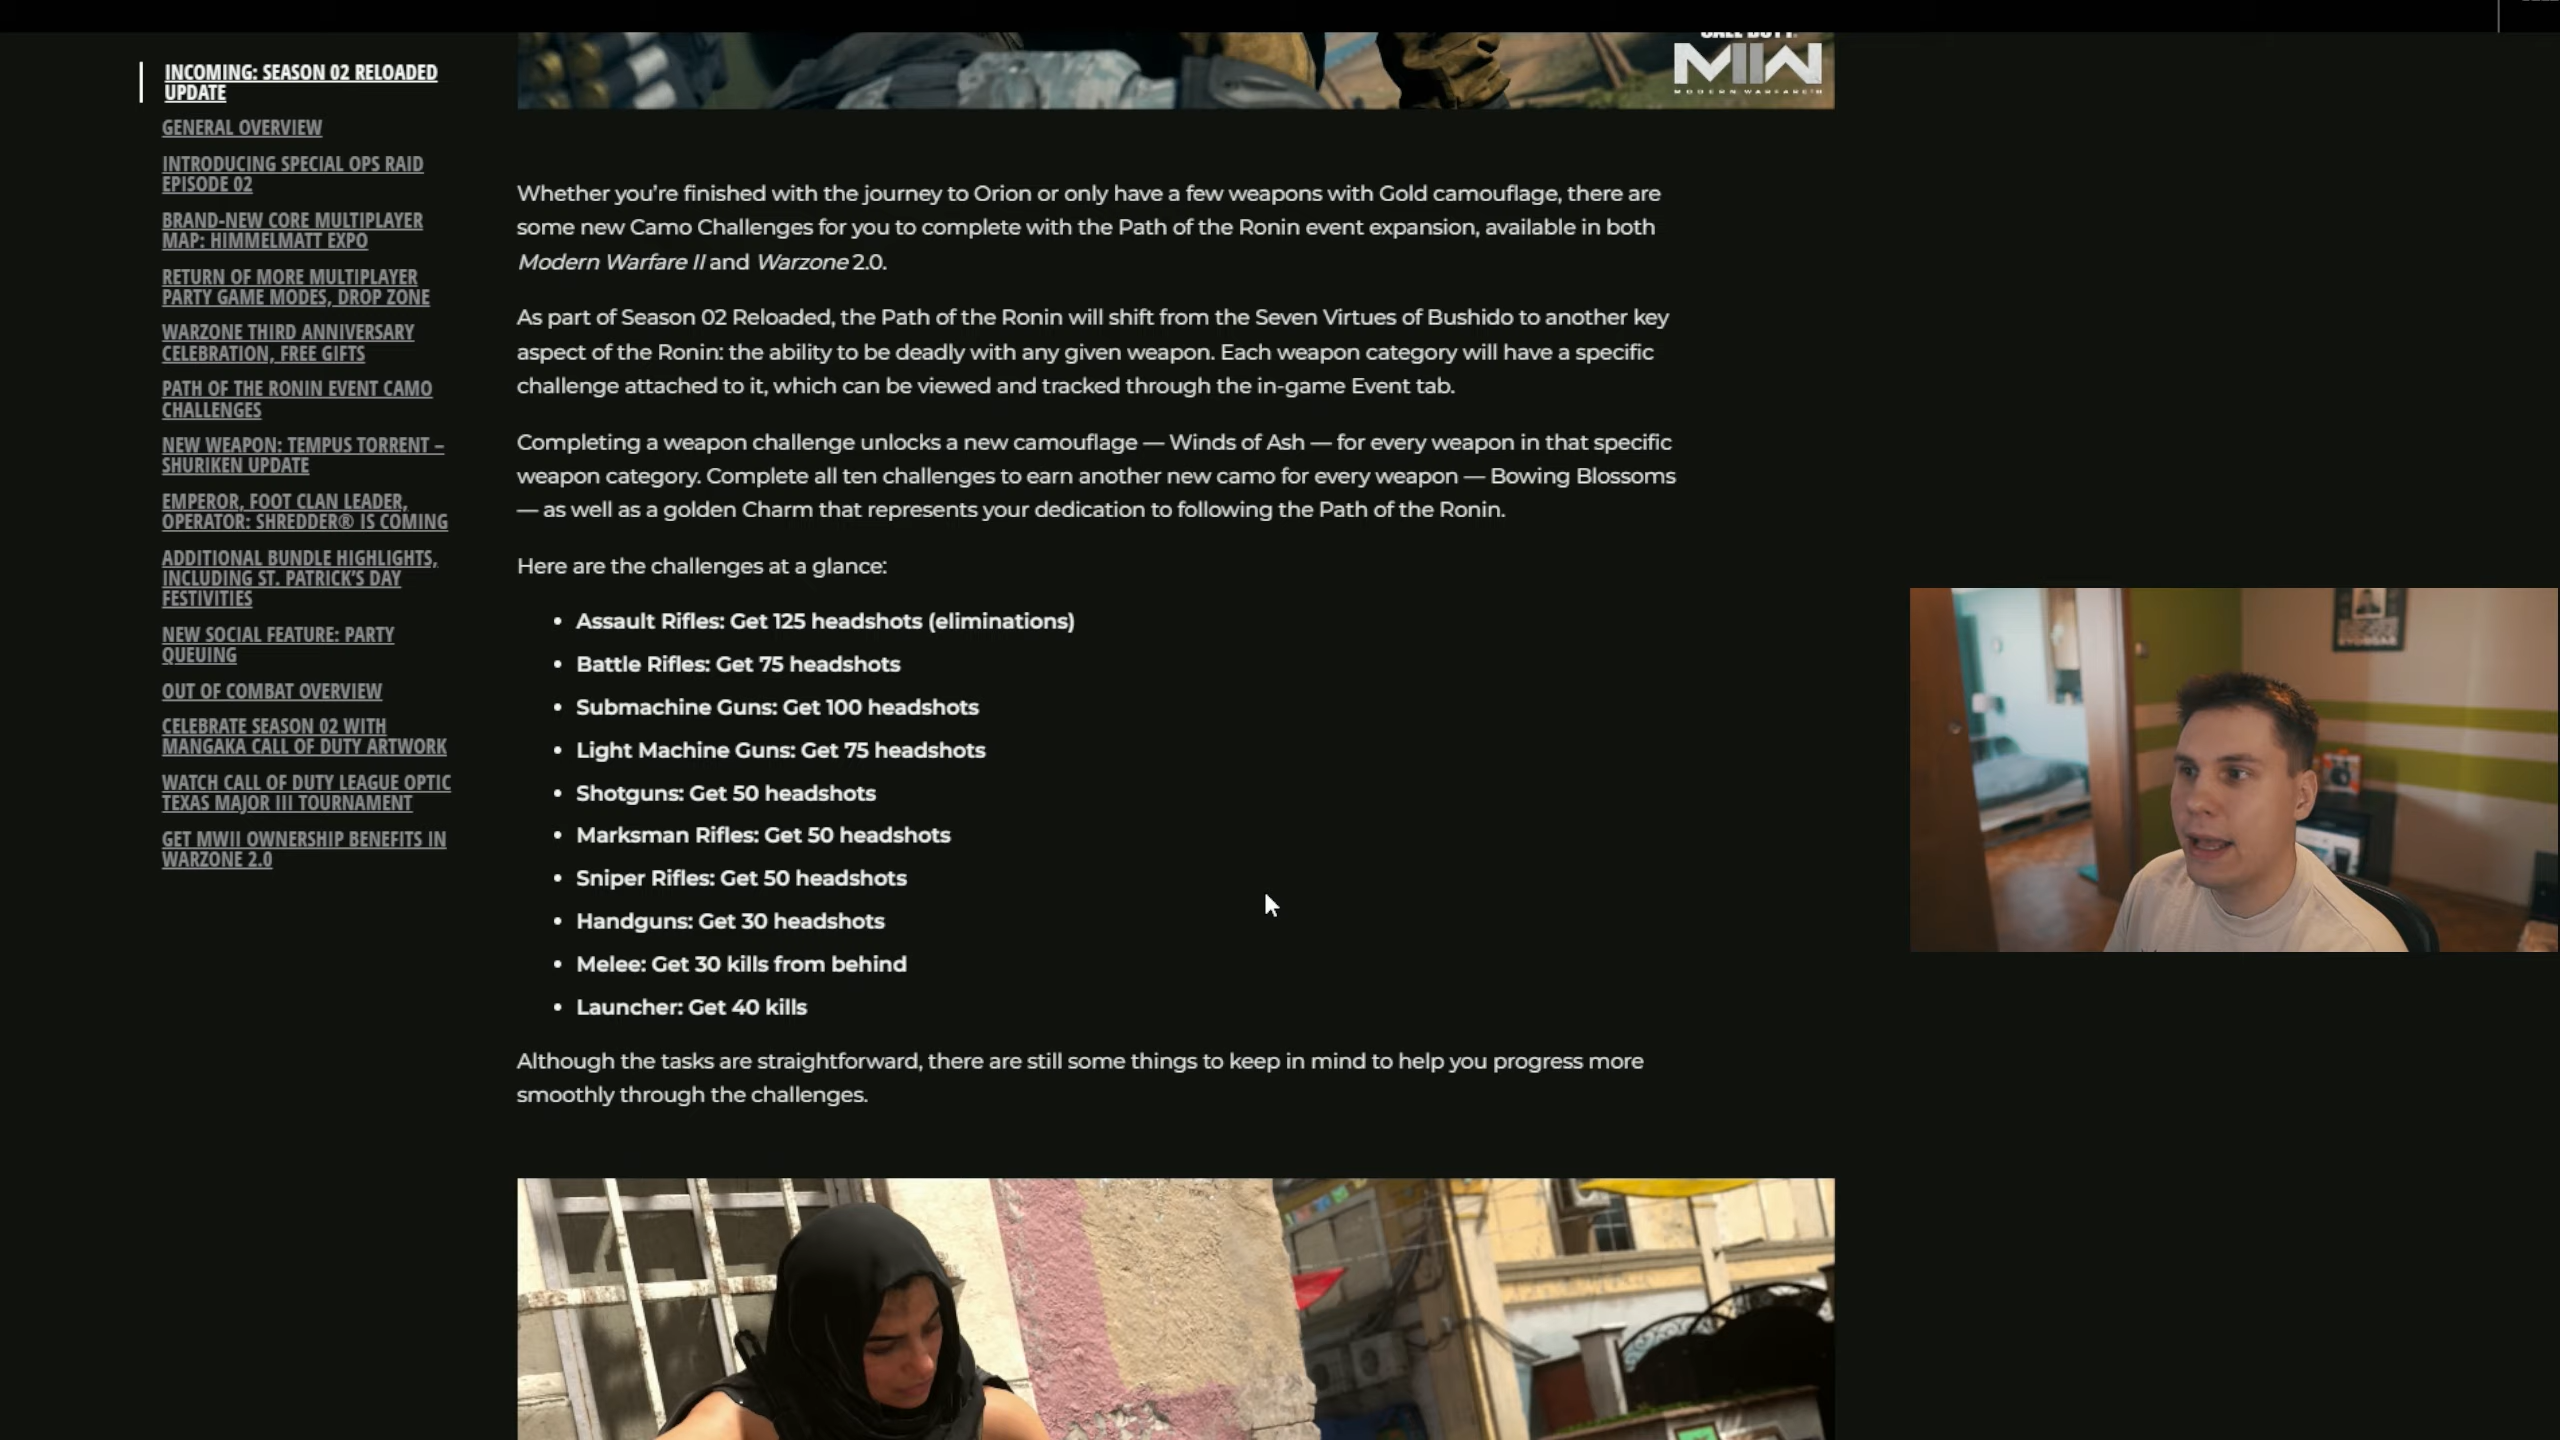 CALL OF DUTY.
MWII
MODERN WARFARE II
INCOMING: SEASON 02 RELOADED
UPDATE
GENERAL OVERVIEW
INTRODUCING SPECIAL OPS RAID
EPISODE 02
BRAND-NEW CORE MULTIPLAYER
MAP: HIMMELMATT EXPO
RETURN OF MORE MULTIPLAYER
PARTY GAME MODES, DROP ZONE
WARZONE THIRD ANNIVERSARY
CELEBRATION, FREE GIFTS
PATH OF THE RONIN EVENT CAMO
CHALLENGES
NEW WEAPON: TEMPUS TORRENT –
SHURIKEN UPDATE
EMPEROR, FOOT CLAN LEADER,
OPERATOR: SHREDDER® IS COMING
ADDITIONAL BUNDLE HIGHLIGHTS,
INCLUDING ST. PATRICK'S DAY
FESTIVITIES
NEW SOCIAL FEATURE: PARTY
QUEUING
OUT OF COMBAT OVERVIEW
CELEBRATE SEASON 02 WITH
MANGAKA CALL OF DUTY ARTWORK
WATCH CALL OF DUTY LEAGUE OPTIC
TEXAS MAJOR III TOURNAMENT
GET MWII OWNERSHIP BENEFITS IN
WARZONE 2.0
Whether you’re finished with the journey to Orion or only have a few weapons with Gold camouflage, there are
some new Camo Challenges for you to complete with the Path of the Ronin event expansion, available in both
Modern Warfare II and Warzone 2.0.
As part of Season 02 Reloaded, the Path of the Ronin will shift from the Seven Virtues of Bushido to another key
aspect of the Ronin: the ability to be deadly with any given weapon. Each weapon category will have a specific
challenge attached to it, which can be viewed and tracked through the in-game Event tab.
Completing a weapon challenge unlocks a new camouflage — Winds of Ash — for every weapon in that specific
weapon category. Complete all ten challenges to earn another new camo for every weapon — Bowing Blossoms
— as well as a golden Charm that represents your dedication to following the Path of the Ronin.
Here are the challenges at a glance:
• Assault Rifles: Get 125 headshots (eliminations)
• Battle Rifles: Get 75 headshots
• Submachine Guns: Get 100 headshots
• Light Machine Guns: Get 75 headshots
• Shotguns: Get 50 headshots
• Marksman Rifles: Get 50 headshots
• Sniper Rifles: Get 50 headshots
• Handguns: Get 30 headshots
• Melee: Get 30 kills from behind
• Launcher: Get 40 kills
Although the tasks are straightforward, there are still some things to keep in mind to help you progress more
smoothly through the challenges.